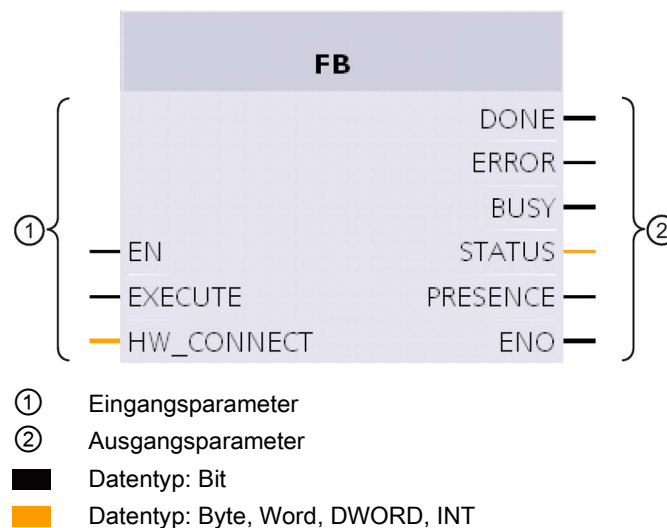 FB
DONE
ERROR
BUSY
① ②
EN STATUS
EXECUTE PRESENCE
HW_CONNECT ENO
① Eingangsparameter
② Ausgangsparameter
Datentyp: Bit
Datentyp: Byte, Word, DWORD, INT